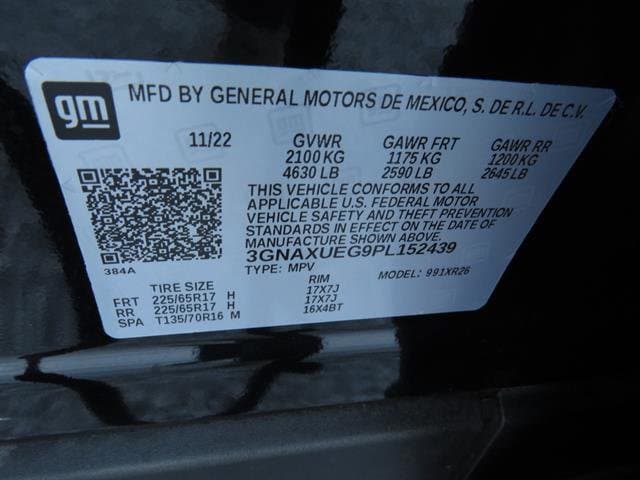 gm
MFD BY GENERAL MOTORS DE MEXICO, S. DE R.L. DE C.V.
11/22 GVWR GAWR FRT GAWR RR
2100 KG 1175 KG 1200 KG
4630 LB 2590 LB 2645 LB
THIS VEHICLE CONFORMS TO ALL
APPLICABLE U.S. FEDERAL MOTOR
VEHICLE SAFETY AND THEFT PREVENTION
STANDARDS IN EFFECT ON THE DATE OF
MANUFACTURE SHOWN ABOVE.
3GNAXUEG9PL152439
384A
TYPE: MPV MODEL: 991XR26
TIRE SIZE RIM
FRT 225/65R17 H 17X7J
RR 225/65R17 H 17X7J
SPA T135/70R16 M 16X4BT